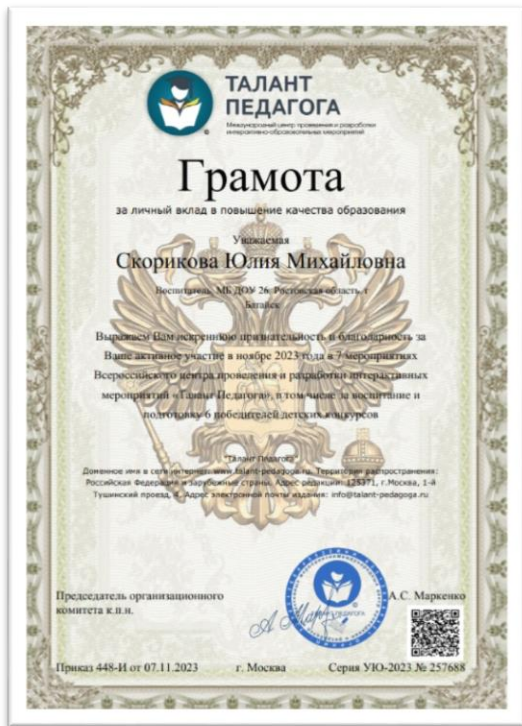 ТАЛАНТ
ПЕДАГОГА
Международный центр проведения и разработки
интерактивно-образовательных мероприятий
Грамота
за личный вклад в повышение качества образования
Уважаемая
Скорикова Юлия Михайловна
Воспитатель, МБ ДОУ 26, Ростовская область, г
Батайск
Выражаем Вам искреннюю признательность и благодарность за
Ваше активное участие в ноябре 2023 года в 7 мероприятиях
Всероссийского центра проведения и разработки интерактивных
мероприятий «Талант Педагога», в том числе за воспитание и
подготовку 6 победителей детских конкурсов
"Талант Педагога"
Доменное имя в сети интернет: www.talant-pedagoga.ru. Территория распространения:
Российская Федерация и зарубежные страны. Адрес редакции: 125371, г.Москва, 1-й
Тушинский проезд, 4. Адрес электронной почты издания: info@talant-pedagoga.ru
Председатель организационного
комитета к.п.н.
А.С. Маркенко
Приказ 448-И от 07.11.2023 г. Москва Серия УЮ-2023 № 257688